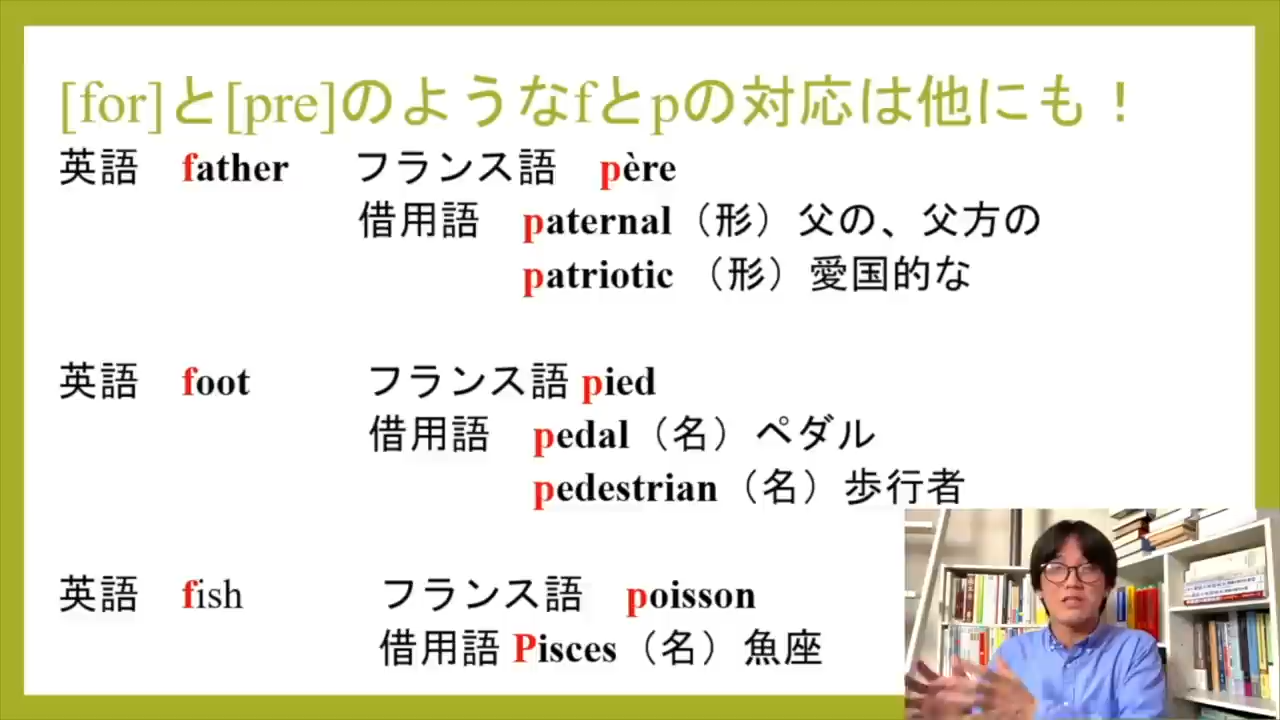 [for]と[pre]のようなfとpの対応は他にも！
英語　father　　フランス語　père
借用語　paternal（形）父の、父方の
patriotic （形）愛国的な
英語　foot　　　フランス語 pied
借用語　pedal（名）ペダル
pedestrian（名）歩行者
英語　fish　　　　フランス語　poisson
借用語 Pisces（名）魚座